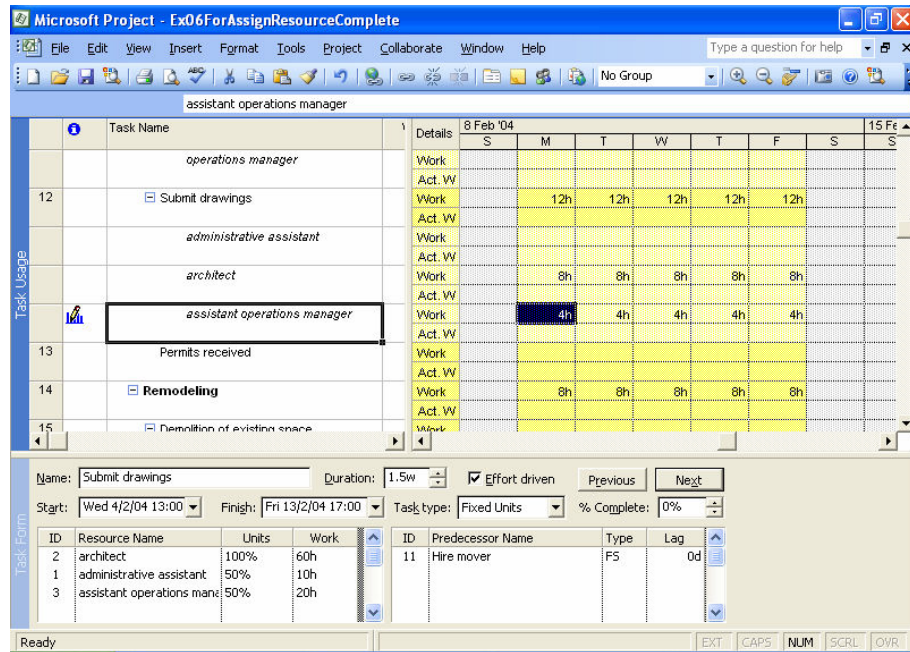 Microsoft Project - Ex06ForAssignResourceComplete
File Edit View Insert Format Tools Project Collaborate Window Help Type a question for help
No Group
assistant operations manager
Task Name Details 8 Feb '04 15 Fe
S M T W T F S S
operations manager Work
Act. W
12 Submit drawings Work 12h 12h 12h 12h 12h
Act. W
administrative assistant Work
Act. W
architect Work 8h 8h 8h 8h 8h
Act. W
assistant operations manager Work 4h 4h 4h 4h 4h
Act. W
13 Permits received Work
Act. W
14 Remodeling Work 8h 8h 8h 8h 8h
Act. W
15 Demolition of existing space Work
Task Usage
Name: Submit drawings Duration: 1.5w Effort driven Previous Next
Start: Wed 4/2/04 13:00 Finish: Fri 13/2/04 17:00 Task type: Fixed Units % Complete: 0%
ID Resource Name Units Work ID Predecessor Name Type Lag
2 architect 100% 60h 11 Hire mover FS 0d
1 administrative assistant 50% 10h
3 assistant operations mana 50% 20h
Task Form
Ready EXT CAPS NUM SCRL OVR